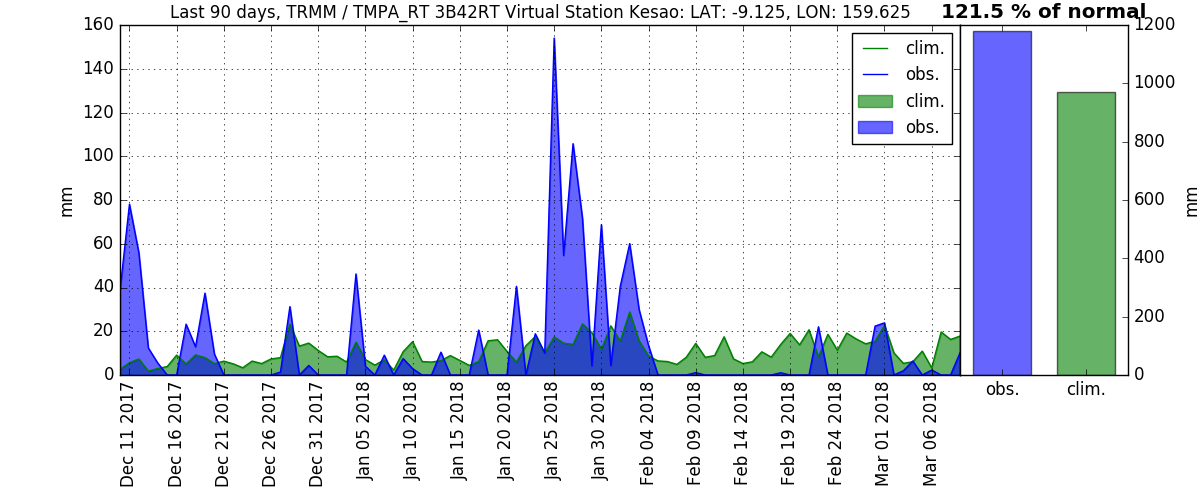 Last 90 days, TRMM / TMPA_RT 3B42RT Virtual Station Kesao: LAT: -9.125, LON: 159.625
121.5 % of normal
160
140
120
100
80
60
40
20
0
mm
clim.
obs.
clim.
obs.
1200
1000
800
600
400
200
0
mm
Dec 11 2017
Dec 16 2017
Dec 21 2017
Dec 26 2017
Dec 31 2017
Jan 05 2018
Jan 10 2018
Jan 15 2018
Jan 20 2018
Jan 25 2018
Jan 30 2018
Feb 04 2018
Feb 09 2018
Feb 14 2018
Feb 19 2018
Feb 24 2018
Mar 01 2018
Mar 06 2018
obs.
clim.